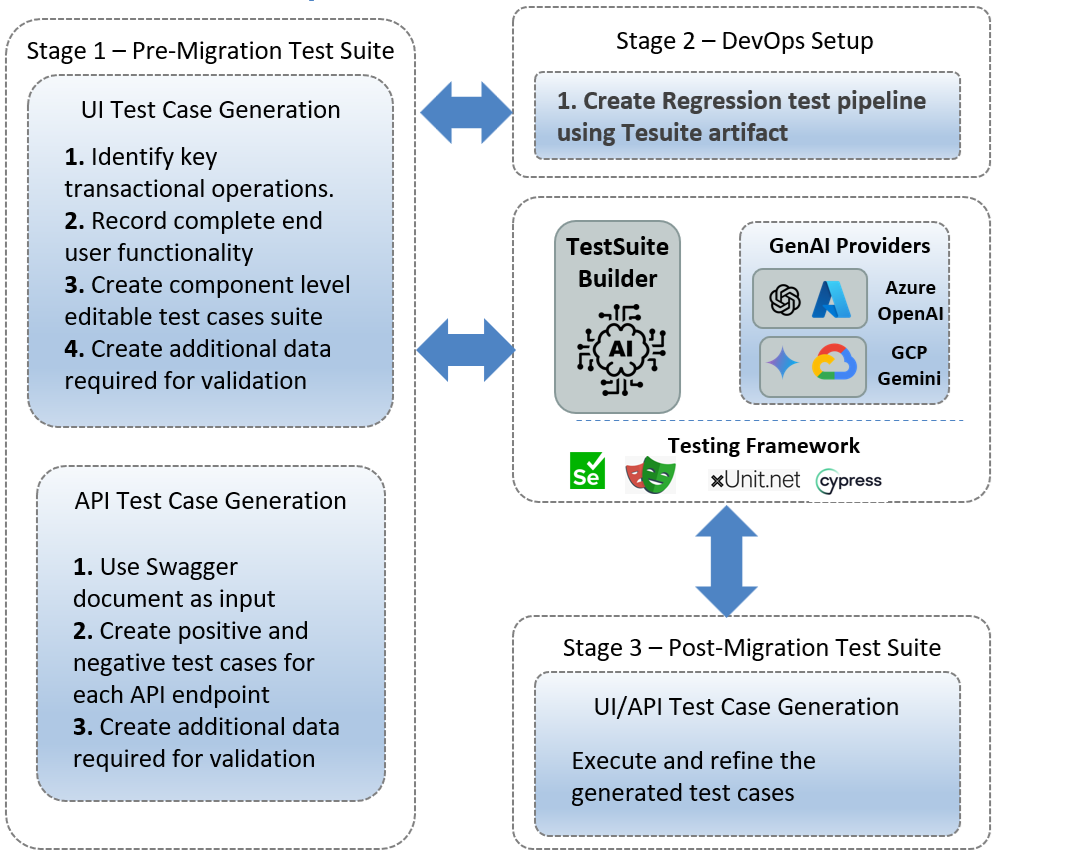 Stage 1 – Pre-Migration Test Suite
UI Test Case Generation
1. Identify key
transactional operations.
2. Record complete end
user functionality
3. Create component level
editable test cases suite
4. Create additional data
required for validation
API Test Case Generation
1. Use Swagger
document as input
2. Create positive and
negative test cases for
each API endpoint
3. Create additional data
required for validation
Stage 2 – DevOps Setup
1. Create Regression test pipeline
using Tesuite artifact
TestSuite
Builder
AI
GenAI Providers
Azure
OpenAI
GCP
Gemini
Testing Framework
Se
xUnit.net
cypress
Stage 3 – Post-Migration Test Suite
UI/API Test Case Generation
Execute and refine the
generated test cases